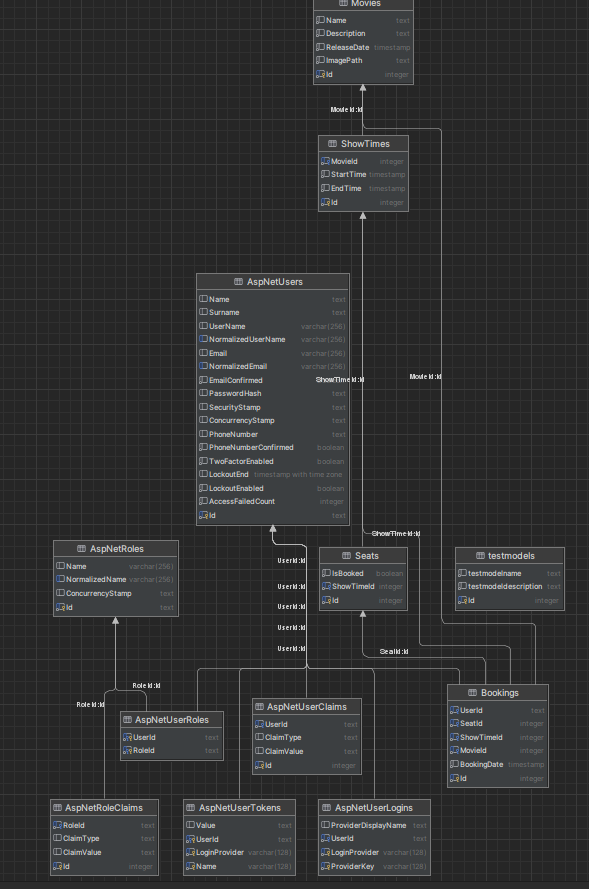 Movies
Name text
Description text
ReleaseDate timestamp
ImagePath text
Id integer
MovieId:Id
ShowTimes
MovieId integer
StartTime timestamp
EndTime timestamp
Id integer
AspNetUsers
Name text
Surname text
UserName varchar(256)
NormalizedUserName varchar(256)
Email varchar(256)
NormalizedEmail varchar(256)
EmailConfirmed boolean
PasswordHash text
SecurityStamp text
ConcurrencyStamp text
PhoneNumber text
PhoneNumberConfirmed boolean
TwoFactorEnabled boolean
LockoutEnd timestamp with time zone
LockoutEnabled boolean
AccessFailedCount integer
Id text
ShowTimeId:Id
MovieId:Id
ShowTimeId:Id
AspNetRoles
Name varchar(256)
NormalizedName varchar(256)
ConcurrencyStamp text
Id text
UserId:Id
UserId:Id
UserId:Id
UserId:Id
UserId:Id
Seats
IsBooked boolean
ShowTimeId integer
Id integer
testmodels
testmodelname text
testmodeldescription text
Id integer
SeatId:Id
RoleId:Id
RoleId:Id
AspNetUserRoles
UserId text
RoleId text
AspNetUserClaims
UserId text
ClaimType text
ClaimValue text
Id integer
Bookings
UserId text
SeatId integer
ShowTimeId integer
MovieId integer
BookingDate timestamp
Id integer
AspNetRoleClaims
RoleId text
ClaimType text
ClaimValue text
Id integer
AspNetUserTokens
Value text
UserId text
LoginProvider varchar(128)
Name varchar(128)
AspNetUserLogins
ProviderDisplayName text
UserId text
LoginProvider varchar(128)
ProviderKey varchar(128)